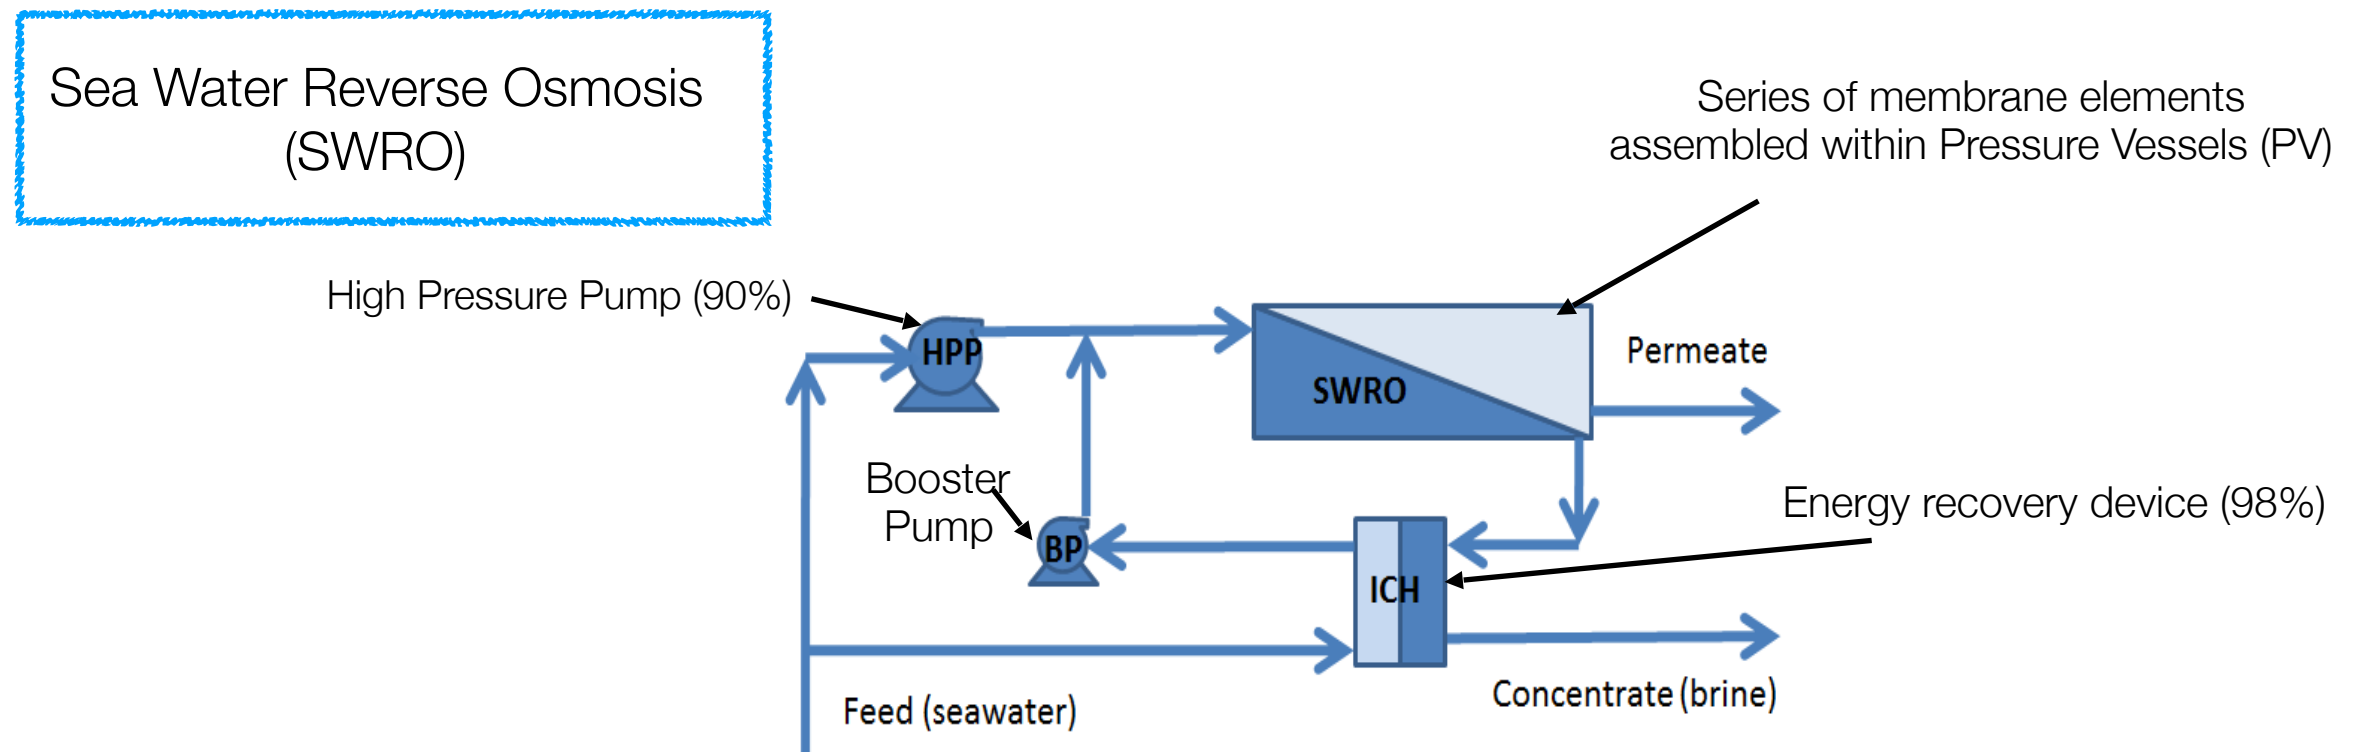 Sea Water Reverse Osmosis
(SWRO)
Series of membrane elements
assembled within Pressure Vessels (PV)
High Pressure Pump (90%)
HPP
SWRO
Permeate
Booster
Pump
BP
ICH
Energy recovery device (98%)
Feed (seawater)
Concentrate (brine)